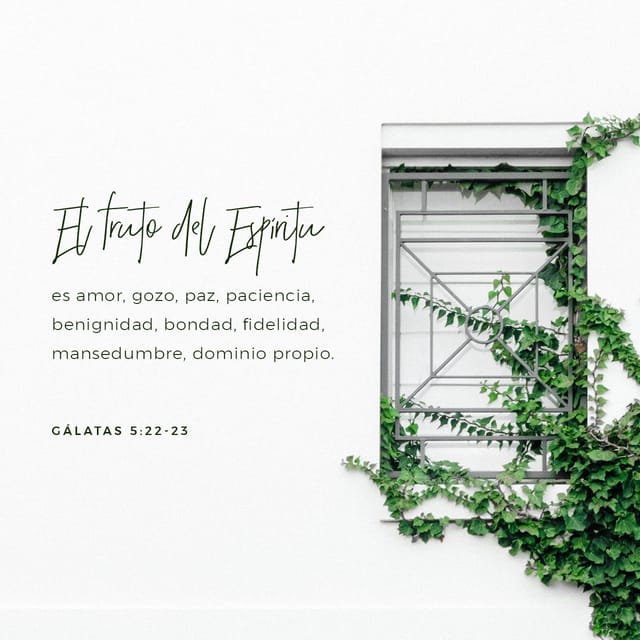 El fruto del Espíritu
es amor, gozo, paz, paciencia,
benignidad, bondad, fidelidad,
mansedumbre, dominio propio.
GÁLATAS 5:22-23